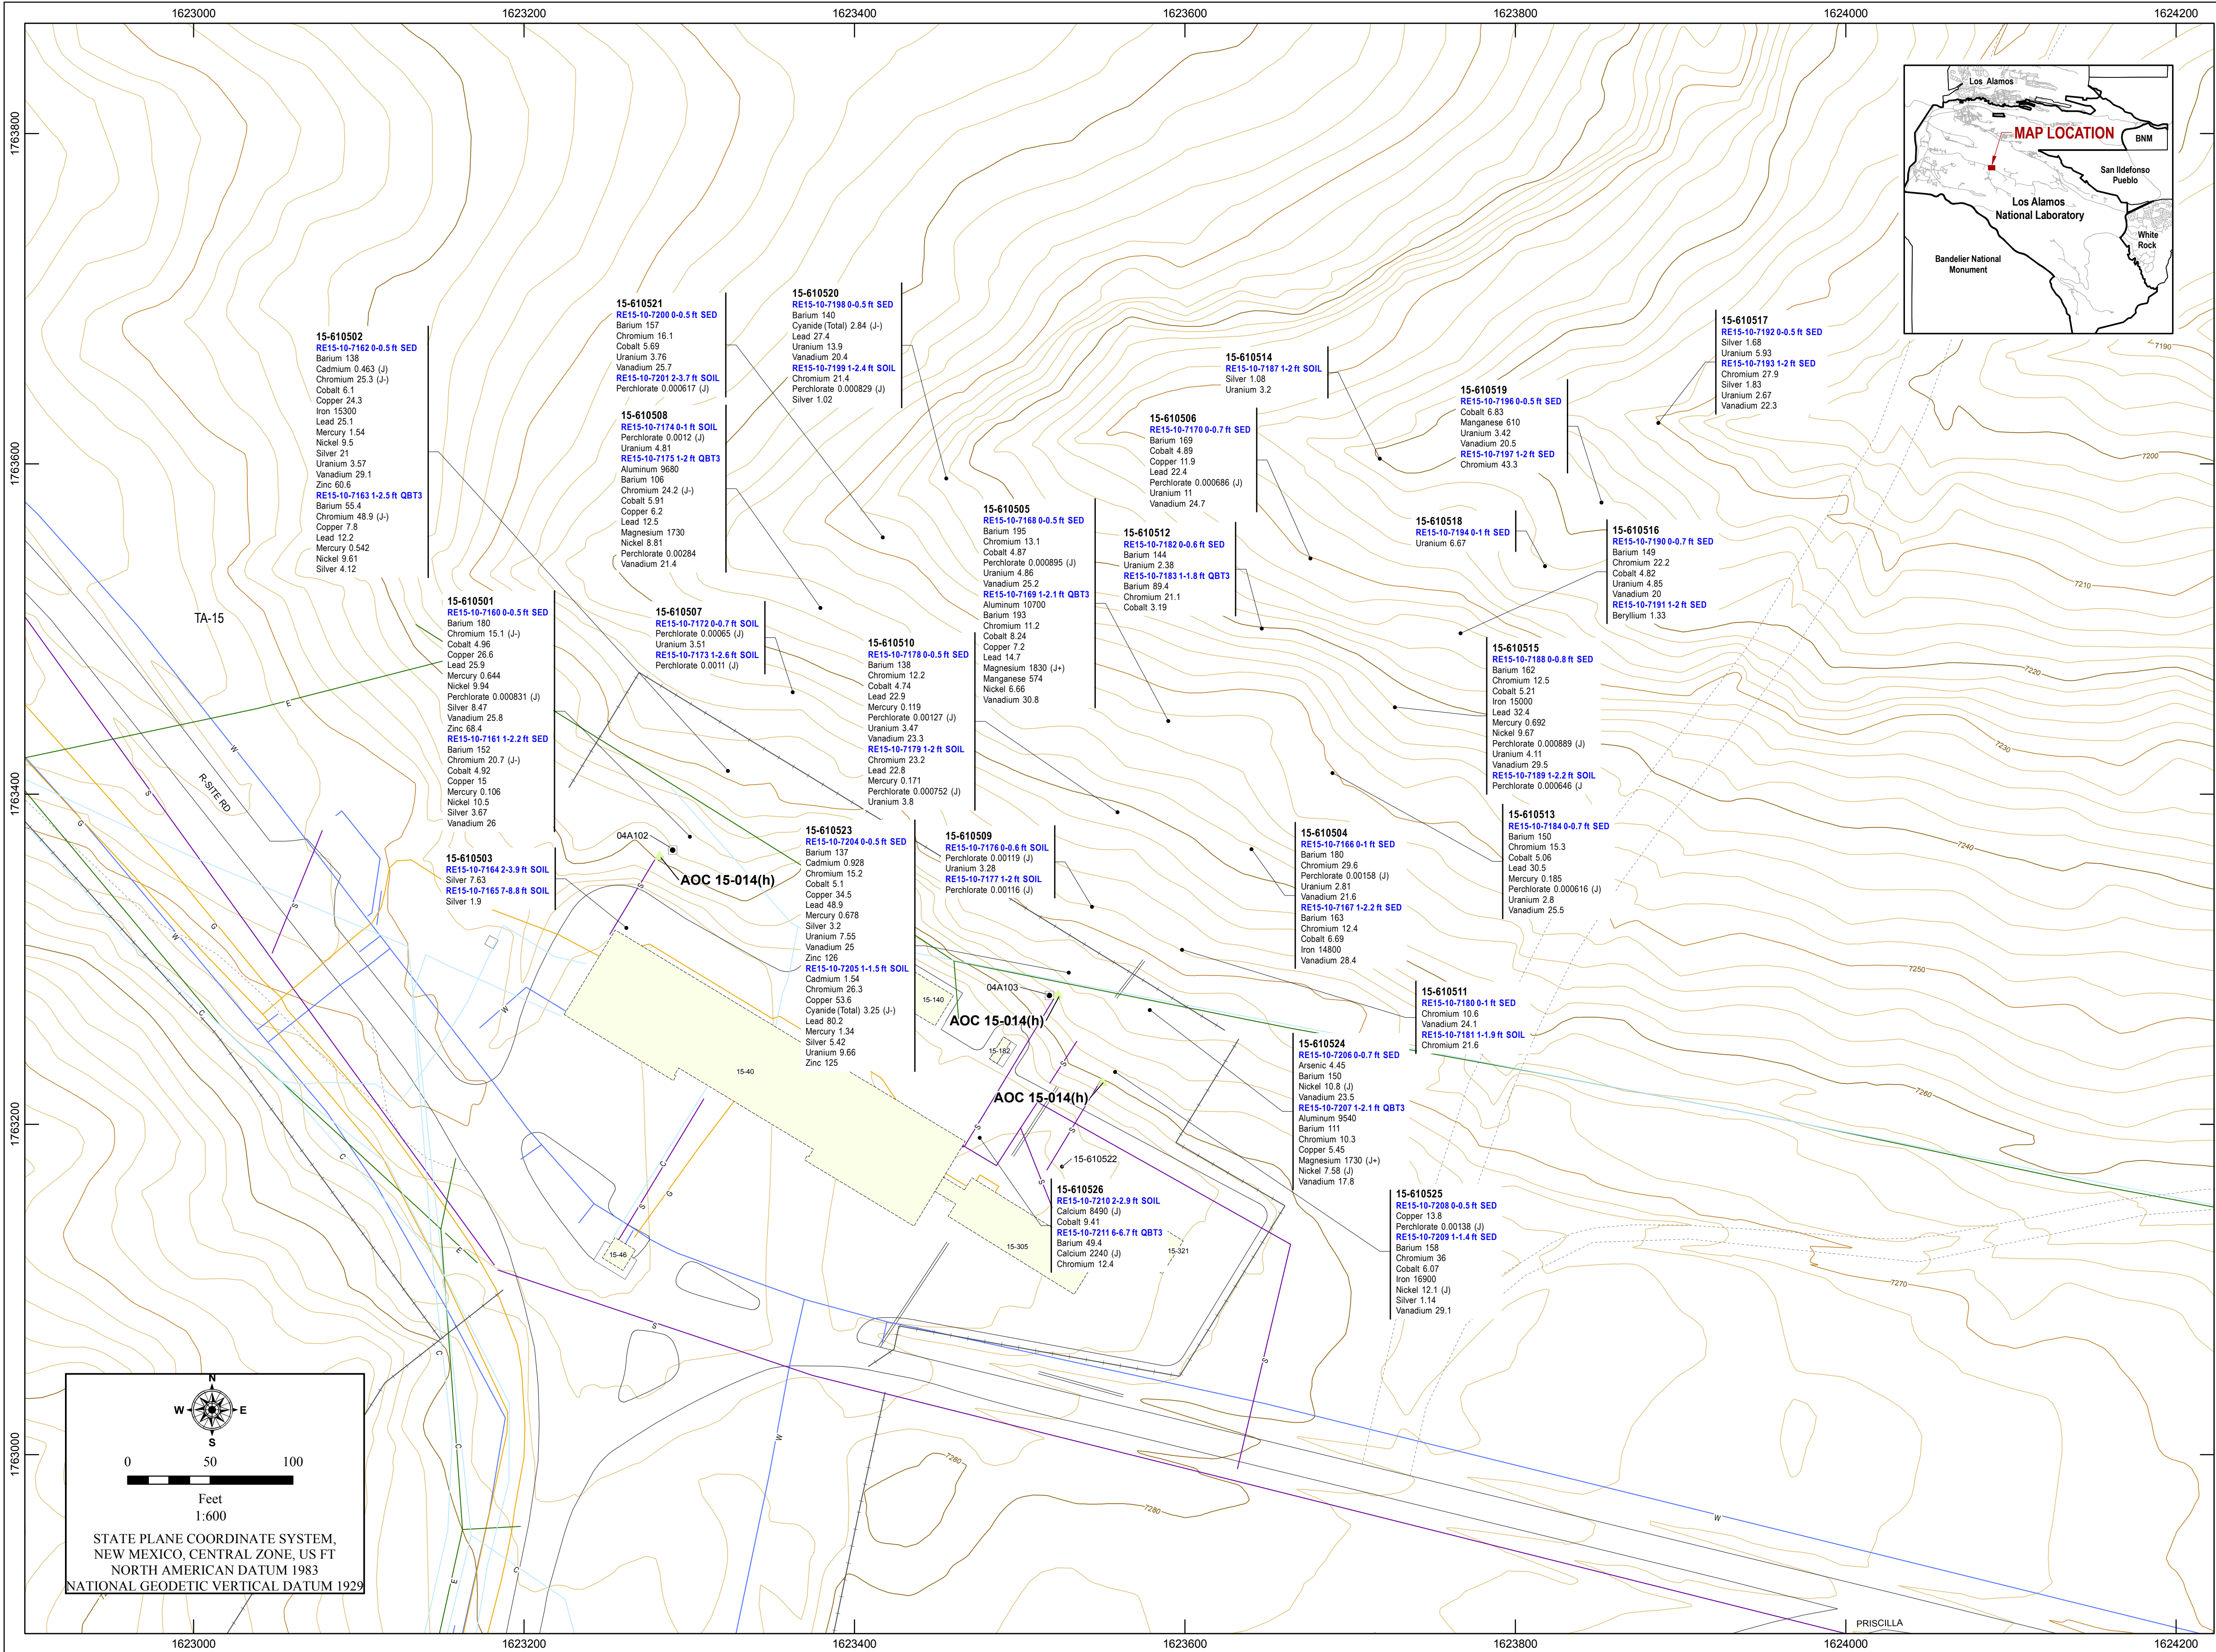 1623000
1623200
1623400
1623600
1623800
1624000
1624200
1763800
1763600
1763400
1763200
1763000
Los Alamos
MAP LOCATION
BNM
San Ildefonso
Pueblo
Los Alamos
National Laboratory
White
Rock
Bandelier National
Monument
15-610502
RE15-10-7162 0-0.5 ft SED
Barium 138
Cadmium 0.463 (J)
Chromium 25.3 (J-)
Cobalt 6.1
Copper 24.3
Iron 15300
Lead 25.1
Mercury 1.54
Nickel 9.5
Silver 21
Uranium 3.57
Vanadium 29.1
Zinc 60.6
RE15-10-7163 1-2.5 ft QBT3
Barium 55.4
Chromium 48.9 (J-)
Copper 7.8
Lead 12.2
Mercury 0.542
Nickel 9.61
Silver 4.12
15-610521
RE15-10-7200 0-0.5 ft SED
Barium 157
Chromium 16.1
Cobalt 5.69
Uranium 3.76
Vanadium 25.7
RE15-10-7201 2-3.7 ft SOIL
Perchlorate 0.000617 (J)
15-610520
RE15-10-7198 0-0.5 ft SED
Barium 140
Cyanide (Total) 2.84 (J-)
Lead 27.4
Uranium 13.9
Vanadium 20.4
RE15-10-7199 1-2.4 ft SOIL
Chromium 21.4
Perchlorate 0.000829 (J)
Silver 1.02
15-610508
RE15-10-7174 0-1 ft SOIL
Perchlorate 0.0012 (J)
Uranium 4.81
RE15-10-7175 1-2 ft QBT3
Aluminum 9680
Barium 106
Chromium 24.2 (J-)
Cobalt 5.91
Copper 6.2
Lead 12.5
Magnesium 1730
Nickel 8.81
Perchlorate 0.00284
Vanadium 21.4
15-610514
RE15-10-7187 1-2 ft SOIL
Silver 1.08
Uranium 3.2
15-610517
RE15-10-7192 0-0.5 ft SED
Silver 1.68
Uranium 5.93
RE15-10-7193 1-2 ft SED
Chromium 27.9
Silver 1.83
Uranium 2.67
Vanadium 22.3
15-610519
RE15-10-7196 0-0.5 ft SED
Cobalt 6.83
Manganese 610
Uranium 3.42
Vanadium 20.5
RE15-10-7197 1-2 ft SED
Chromium 43.3
15-610506
RE15-10-7170 0-0.7 ft SED
Barium 169
Cobalt 4.89
Copper 11.9
Lead 22.4
Perchlorate 0.000686 (J)
Uranium 11
Vanadium 24.7
15-610505
RE15-10-7168 0-0.5 ft SED
Barium 195
Chromium 13.1
Cobalt 4.87
Perchlorate 0.000895 (J)
Uranium 4.86
Vanadium 25.2
RE15-10-7169 1-2.1 ft QBT3
Aluminum 10700
Barium 193
Chromium 11.2
Cobalt 8.24
Copper 7.2
Lead 14.7
Magnesium 1830 (J+)
Manganese 574
Nickel 6.66
Vanadium 30.8
15-610512
RE15-10-7182 0-0.6 ft SED
Barium 144
Uranium 2.38
RE15-10-7183 1-1.8 ft QBT3
Barium 89.4
Chromium 21.1
Cobalt 3.19
15-610518
RE15-10-7194 0-1 ft SED
Uranium 6.67
15-610516
RE15-10-7190 0-0.7 ft SED
Barium 149
Chromium 22.2
Cobalt 4.82
Uranium 4.85
Vanadium 20
RE15-10-7191 1-2 ft SED
Beryllium 1.33
15-610501
RE15-10-7160 0-0.5 ft SED
Barium 180
Chromium 15.1 (J-)
Cobalt 4.96
Copper 26.6
Lead 25.9
Mercury 0.644
Nickel 9.94
Perchlorate 0.000831 (J)
Silver 8.47
Vanadium 25.8
Zinc 68.4
RE15-10-7161 1-2.2 ft SED
Barium 152
Chromium 20.7 (J-)
Cobalt 4.92
Copper 15
Mercury 0.106
Nickel 10.5
Silver 3.67
Vanadium 26
15-610507
RE15-10-7172 0-0.7 ft SOIL
Perchlorate 0.00065 (J)
Uranium 3.51
RE15-10-7173 1-2.6 ft SOIL
Perchlorate 0.0011 (J)
15-610510
RE15-10-7178 0-0.5 ft SED
Barium 138
Chromium 12.2
Cobalt 4.74
Lead 22.9
Mercury 0.119
Perchlorate 0.00127 (J)
Uranium 3.47
Vanadium 23.3
RE15-10-7179 1-2 ft SOIL
Chromium 23.2
Lead 22.8
Mercury 0.171
Perchlorate 0.000752 (J)
Uranium 3.8
15-610515
RE15-10-7188 0-0.8 ft SED
Barium 162
Chromium 12.5
Cobalt 5.21
Iron 15000
Lead 32.4
Mercury 0.692
Nickel 9.67
Perchlorate 0.000889 (J)
Uranium 4.11
Vanadium 29.5
RE15-10-7189 1-2.2 ft SOIL
Perchlorate 0.000646 (J
15-610513
RE15-10-7184 0-0.7 ft SED
Barium 150
Chromium 15.3
Cobalt 5.06
Lead 30.5
Mercury 0.185
Perchlorate 0.000616 (J)
Uranium 2.8
Vanadium 25.5
15-610503
RE15-10-7164 2-3.9 ft SOIL
Silver 7.63
RE15-10-7165 7-8.8 ft SOIL
Silver 1.9
15-610523
RE15-10-7204 0-0.5 ft SED
Barium 137
Cadmium 0.928
Chromium 15.2
Cobalt 5.1
Copper 34.5
Lead 48.9
Mercury 0.678
Silver 3.2
Uranium 7.55
Vanadium 25
Zinc 126
RE15-10-7205 1-1.5 ft SOIL
Cadmium 1.54
Chromium 26.3
Copper 53.6
Cyanide (Total) 3.25 (J-)
Lead 80.2
Mercury 1.34
Silver 5.42
Uranium 9.66
Zinc 125
15-610509
RE15-10-7176 0-0.6 ft SOIL
Perchlorate 0.00119 (J)
Uranium 3.28
RE15-10-7177 1-2 ft SOIL
Perchlorate 0.00116 (J)
15-610504
RE15-10-7166 0-1 ft SED
Barium 180
Chromium 29.6
Perchlorate 0.00158 (J)
Uranium 2.81
Vanadium 21.6
RE15-10-7167 1-2.2 ft SED
Barium 163
Chromium 12.4
Cobalt 6.69
Iron 14800
Vanadium 28.4
15-610511
RE15-10-7180 0-1 ft SED
Chromium 10.6
Vanadium 24.1
RE15-10-7181 1-1.9 ft SOIL
Chromium 21.6
15-610524
RE15-10-7206 0-0.7 ft SED
Arsenic 4.45
Barium 150
Nickel 10.8 (J)
Vanadium 23.5
RE15-10-7207 1-2.1 ft QBT3
Aluminum 9540
Barium 111
Chromium 10.3
Copper 5.45
Magnesium 1730 (J+)
Nickel 7.58 (J)
Vanadium 17.8
15-610525
RE15-10-7208 0-0.5 ft SED
Copper 13.8
Perchlorate 0.00138 (J)
RE15-10-7209 1-1.4 ft SED
Barium 158
Chromium 36
Cobalt 6.07
Iron 16900
Nickel 12.1 (J)
Silver 1.14
Vanadium 29.1
15-610522
15-610526
RE15-10-7210 2-2.9 ft SOIL
Calcium 8490 (J)
Cobalt 9.41
RE15-10-7211 6-6.7 ft QBT3
Barium 49.4
Calcium 2240 (J)
Chromium 12.4
TA-15
R-SITE RD
04A102
AOC 15-014(h)
04A103
AOC 15-014(h)
AOC 15-014(h)
15-140
15-182
15-40
15-46
15-305
15-321
PRISCILLA
7190
7200
7210
7220
7230
7240
7250
7260
7270
7280
7280
N
W E
S
0 50 100
Feet
1:600
STATE PLANE COORDINATE SYSTEM,
NEW MEXICO, CENTRAL ZONE, US FT
NORTH AMERICAN DATUM 1983
NATIONAL GEODETIC VERTICAL DATUM 1929
1623000
1623200
1623400
1623600
1623800
1624000
1624200